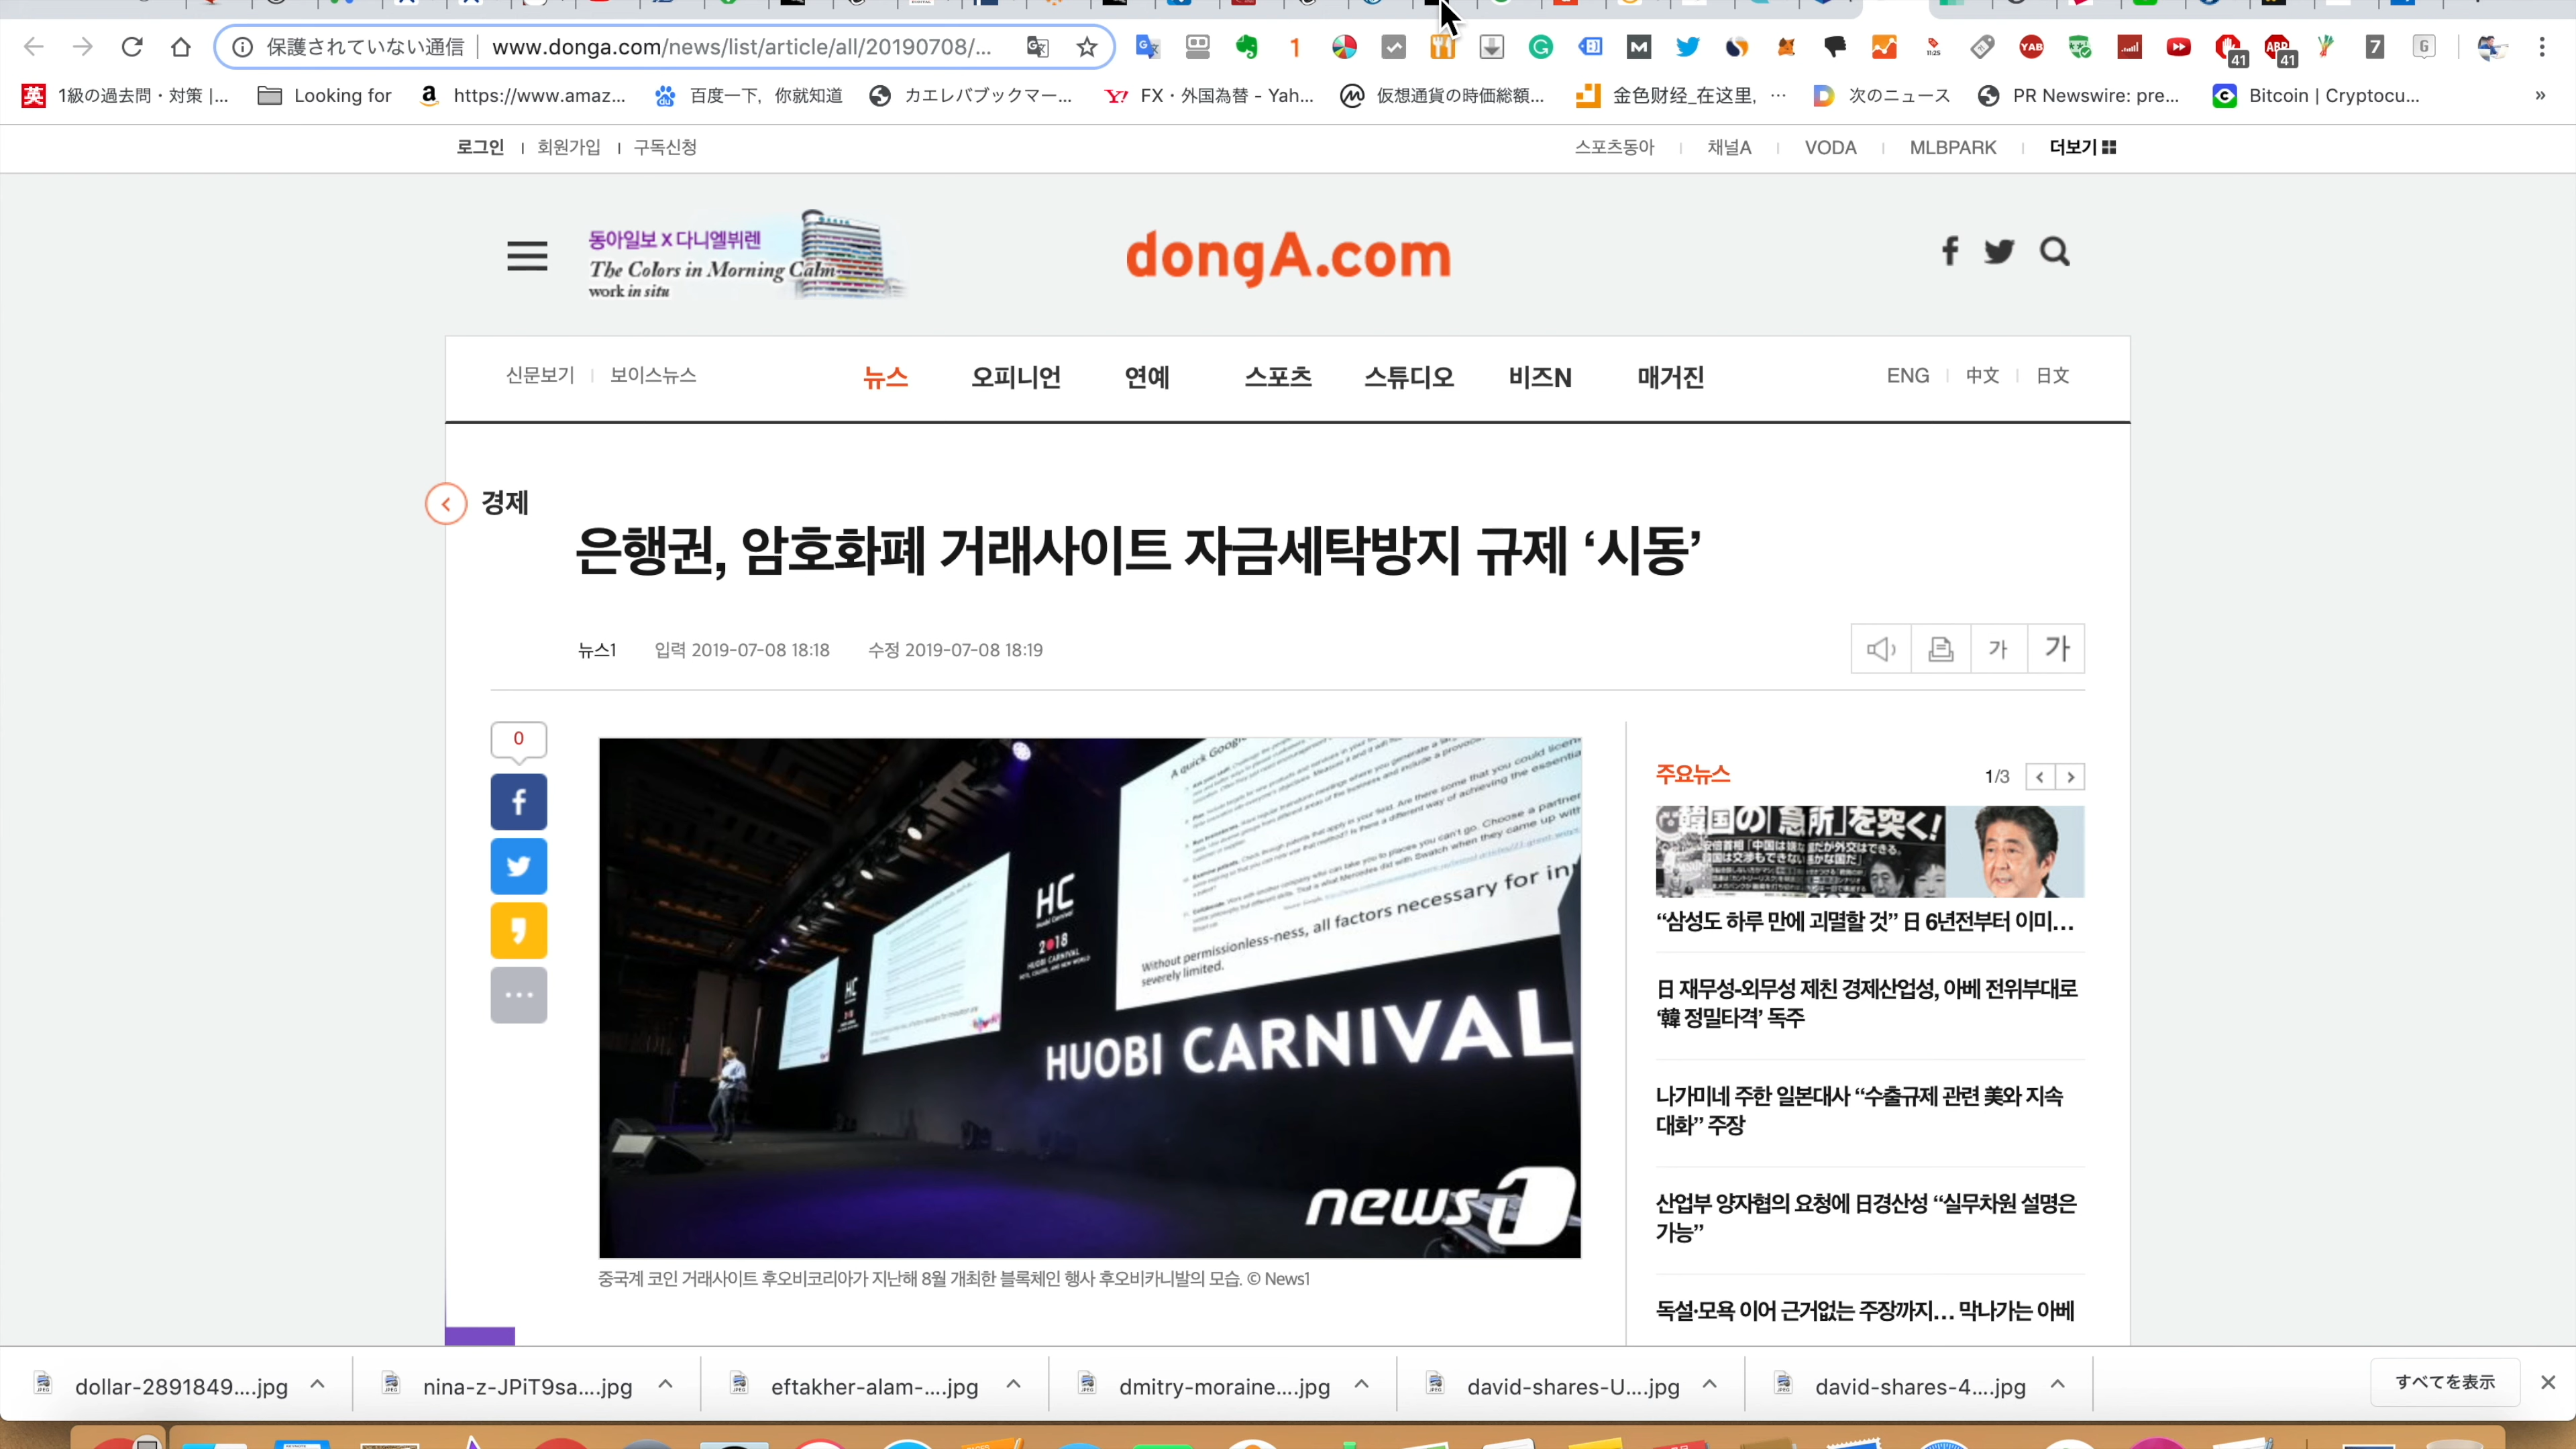 保護されていない通信 www.donga.com/news/list/article/all/20190708/...
YAB 11:25 41 ABP 41 7 G
英 1級の過去問・対策 |... Looking for https://www.amaz... 百度一下，你就知道 カエレバブックマー... FX・外国為替 - Yah... 仮想通貨の時価総額... 金色财经_在这里, ... 次のニュース PR Newswire: pre... Bitcoin | Cryptocu... »
로그인 회원가입 구독신청 스포츠동아 채널A VODA MLBPARK 더보기
동아일보 X 다니엘뷔렌
The Colors in Morning Calm
work in situ
dongA.com
신문보기 보이스뉴스 뉴스 오피니언 연예 스포츠 스튜디오 비즈N 매거진 ENG 中文 日文
경제
은행권, 암호화폐 거래사이트 자금세탁방지 규제 ‘시동’
뉴스1 입력 2019-07-08 18:18 수정 2019-07-08 18:19 가 가
0
A quick Googl
Without permissionless-ness, all factors necessary for in
severely limited.
HC
Huobi Carnival
2018
HUOBI CARNIVAL
HUOBI CARNIVAL
news1
중국계 코인 거래사이트 후오비코리아가 지난해 8월 개최한 블록체인 행사 후오비카니발의 모습. © News1
주요뉴스 1/3
韓国の「急所」を突く!
“삼성도 하루 만에 괴멸할 것” 日 6년전부터 이미…
日 재무성-외무성 제친 경제산업성, 아베 전위부대로
‘韓 정밀타격’ 독주
나가미네 주한 일본대사 “수출규제 관련 美와 지속
대화” 주장
산업부 양자협의 요청에 日경산성 “실무차원 설명은
가능”
독설·모욕 이어 근거없는 주장까지… 막나가는 아베
dollar-2891849....jpg nina-z-JPiT9sa....jpg eftakher-alam-....jpg dmitry-moraine....jpg david-shares-U....jpg david-shares-4....jpg すべてを表示